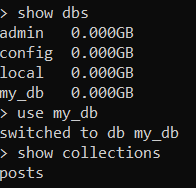 > show dbs
admin   0.000GB
config  0.000GB
local   0.000GB
my_db   0.000GB
> use my_db
switched to db my_db
> show collections
posts